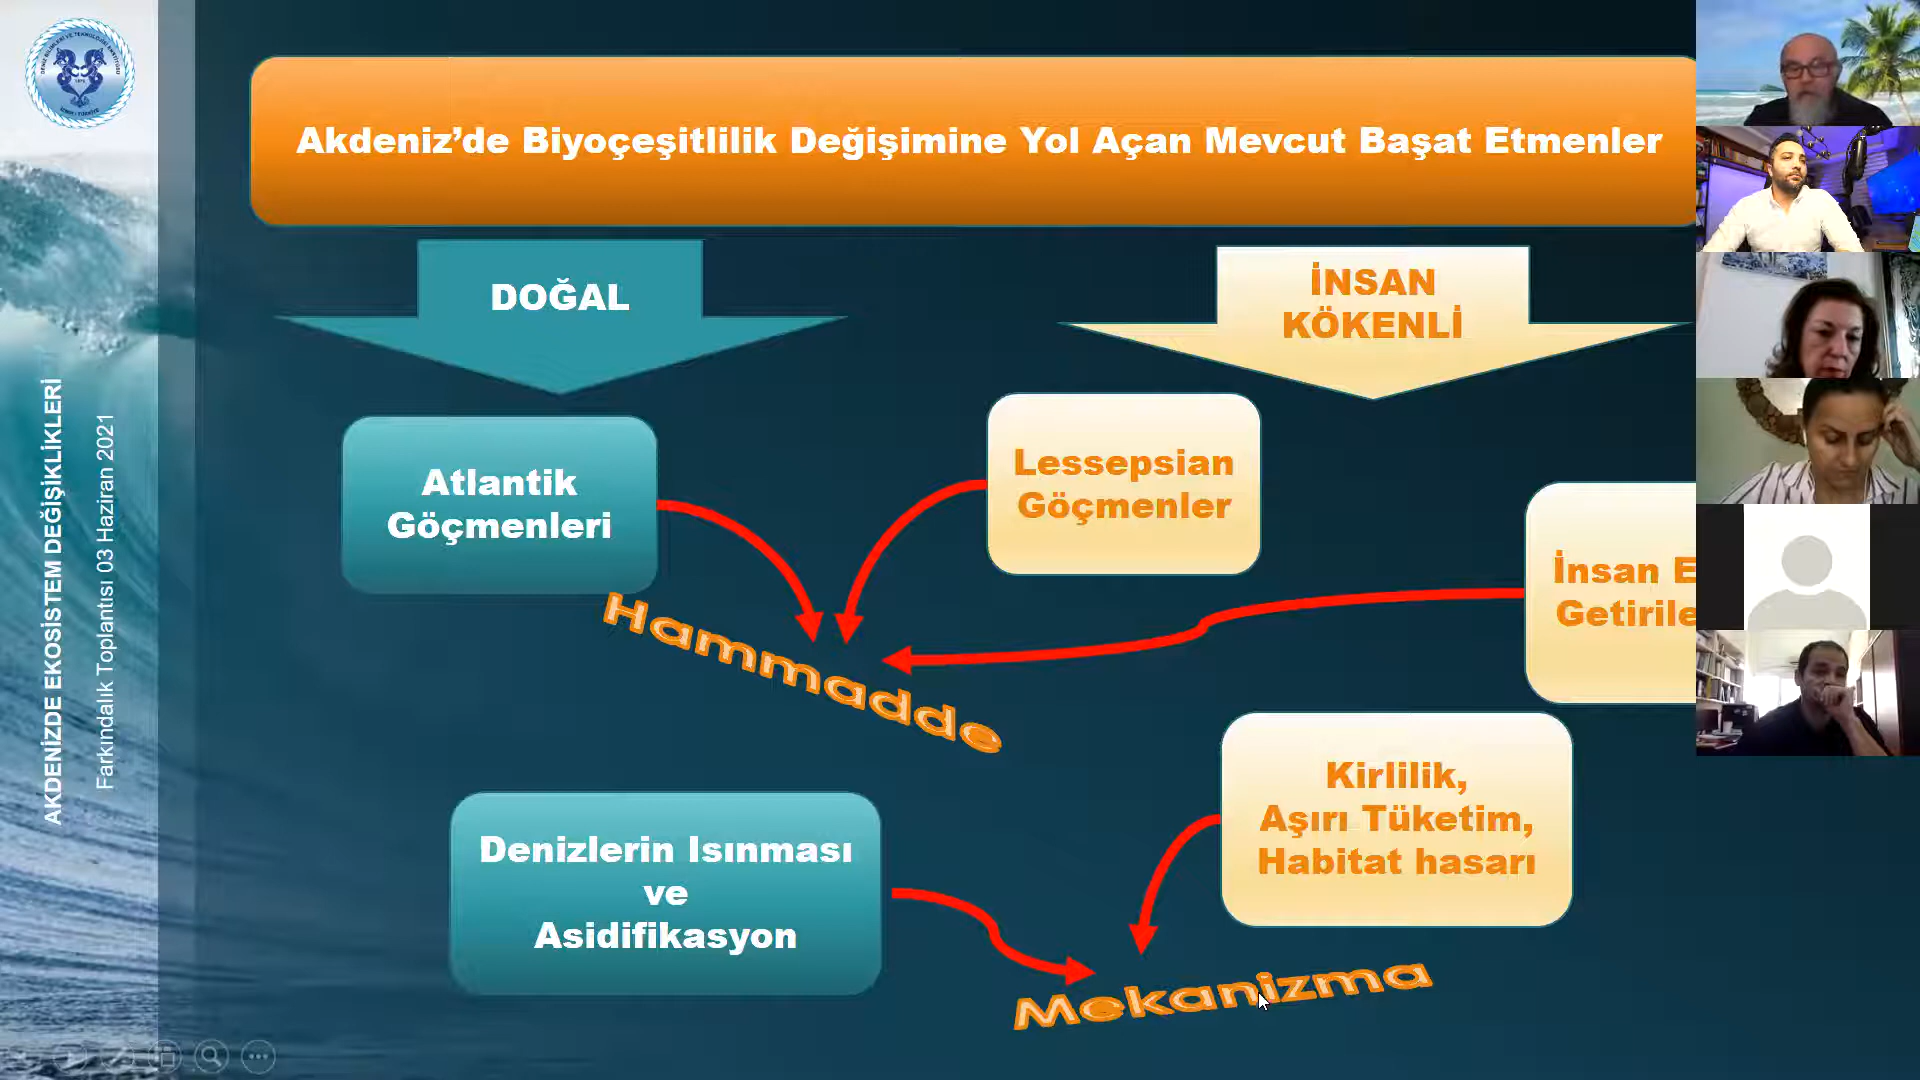 Akdeniz’de Biyoçeşitlilik Değişimine Yol Açan Mevcut Başat Etmenler
DOĞAL
İNSAN
KÖKENLİ
Atlantik
Göçmenleri
Lessepsian
Göçmenler
İnsan E
Getirile
Hammadde
Kirlilik,
Aşırı Tüketim,
Habitat hasarı
Denizlerin Isınması
ve
Asidifikasyon
Mekanizma
AKDENİZDE EKOSİSTEM DEĞİŞİKLİKLERİ
Farkındalık Toplantısı 03 Haziran 2021